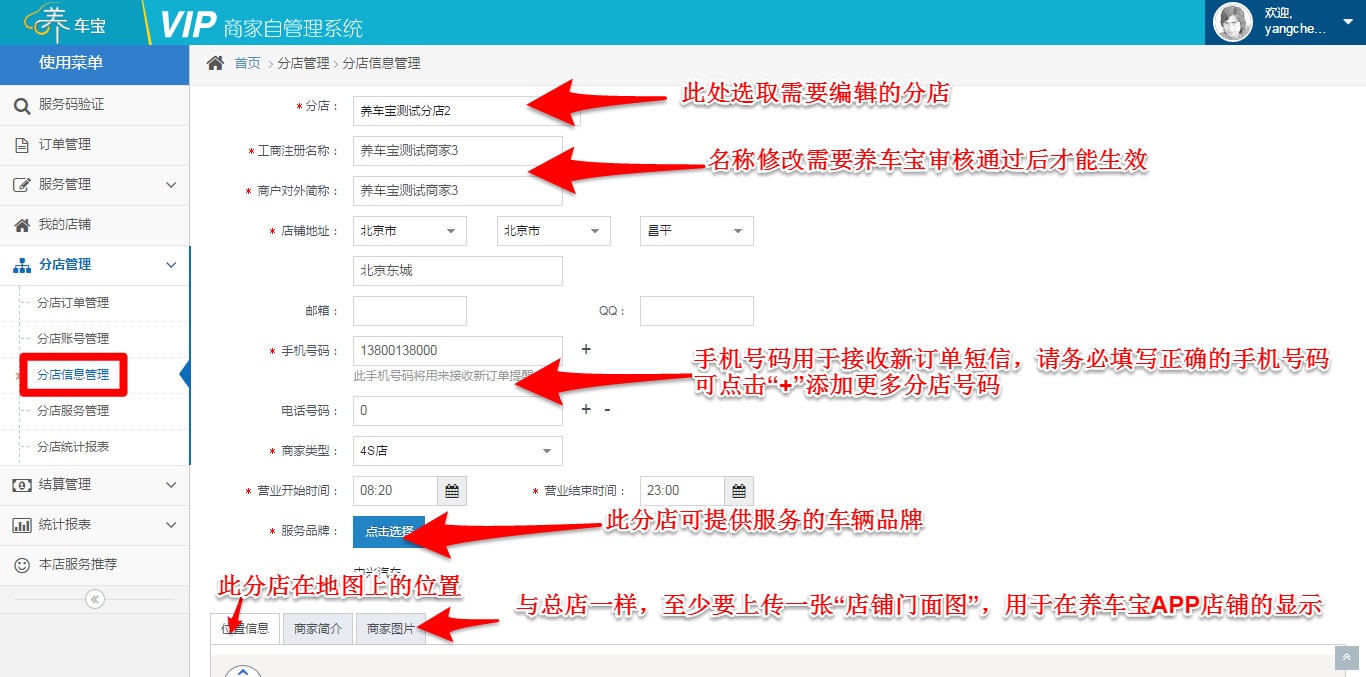 养车宝
VIP 商家自管理系统
欢迎,
yangche...
使用菜单
首页 > 分店管理 > 分店信息管理
服务码验证
订单管理
服务管理
我的店铺
分店管理
分店订单管理
分店账号管理
分店信息管理
分店服务管理
分店统计报表
结算管理
统计报表
本店服务推荐
* 分店： 养车宝测试分店2
此处选取需要编辑的分店
* 工商注册名称： 养车宝测试商家3
名称修改需要养车宝审核通过后才能生效
* 商户对外简称： 养车宝测试商家3
* 店铺地址： 北京市 北京市 昌平
北京东城
邮箱： QQ：
* 手机号码： 13800138000 +
此手机号码将用来接收新订单提醒
手机号码用于接收新订单短信，请务必填写正确的手机号码
可点击“+”添加更多分店号码
电话号码： 0 + -
* 商家类型： 4S店
* 营业开始时间： 08:20 * 营业结束时间： 23:00
* 服务品牌： 点击选择
此分店可提供服务的车辆品牌
此分店在地图上的位置
与总店一样，至少要上传一张“店铺门面图”，用于在养车宝APP店铺的显示
位置信息 商家简介 商家图片